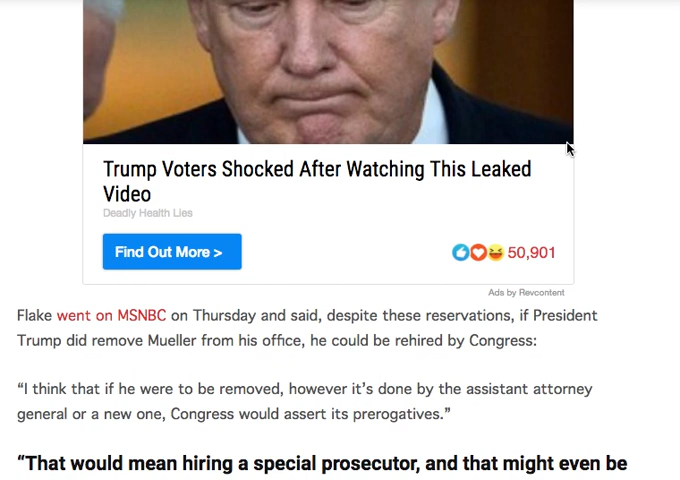 Trump Voters Shocked After Watching This Leaked
Video
Deadly Health Lies
Find Out More >
50,901
Ads by Revcontent
Flake went on MSNBC on Thursday and said, despite these reservations, if President
Trump did remove Mueller from his office, he could be rehired by Congress:
“I think that if he were to be removed, however it’s done by the assistant attorney
general or a new one, Congress would assert its prerogatives.”
“That would mean hiring a special prosecutor, and that might even be